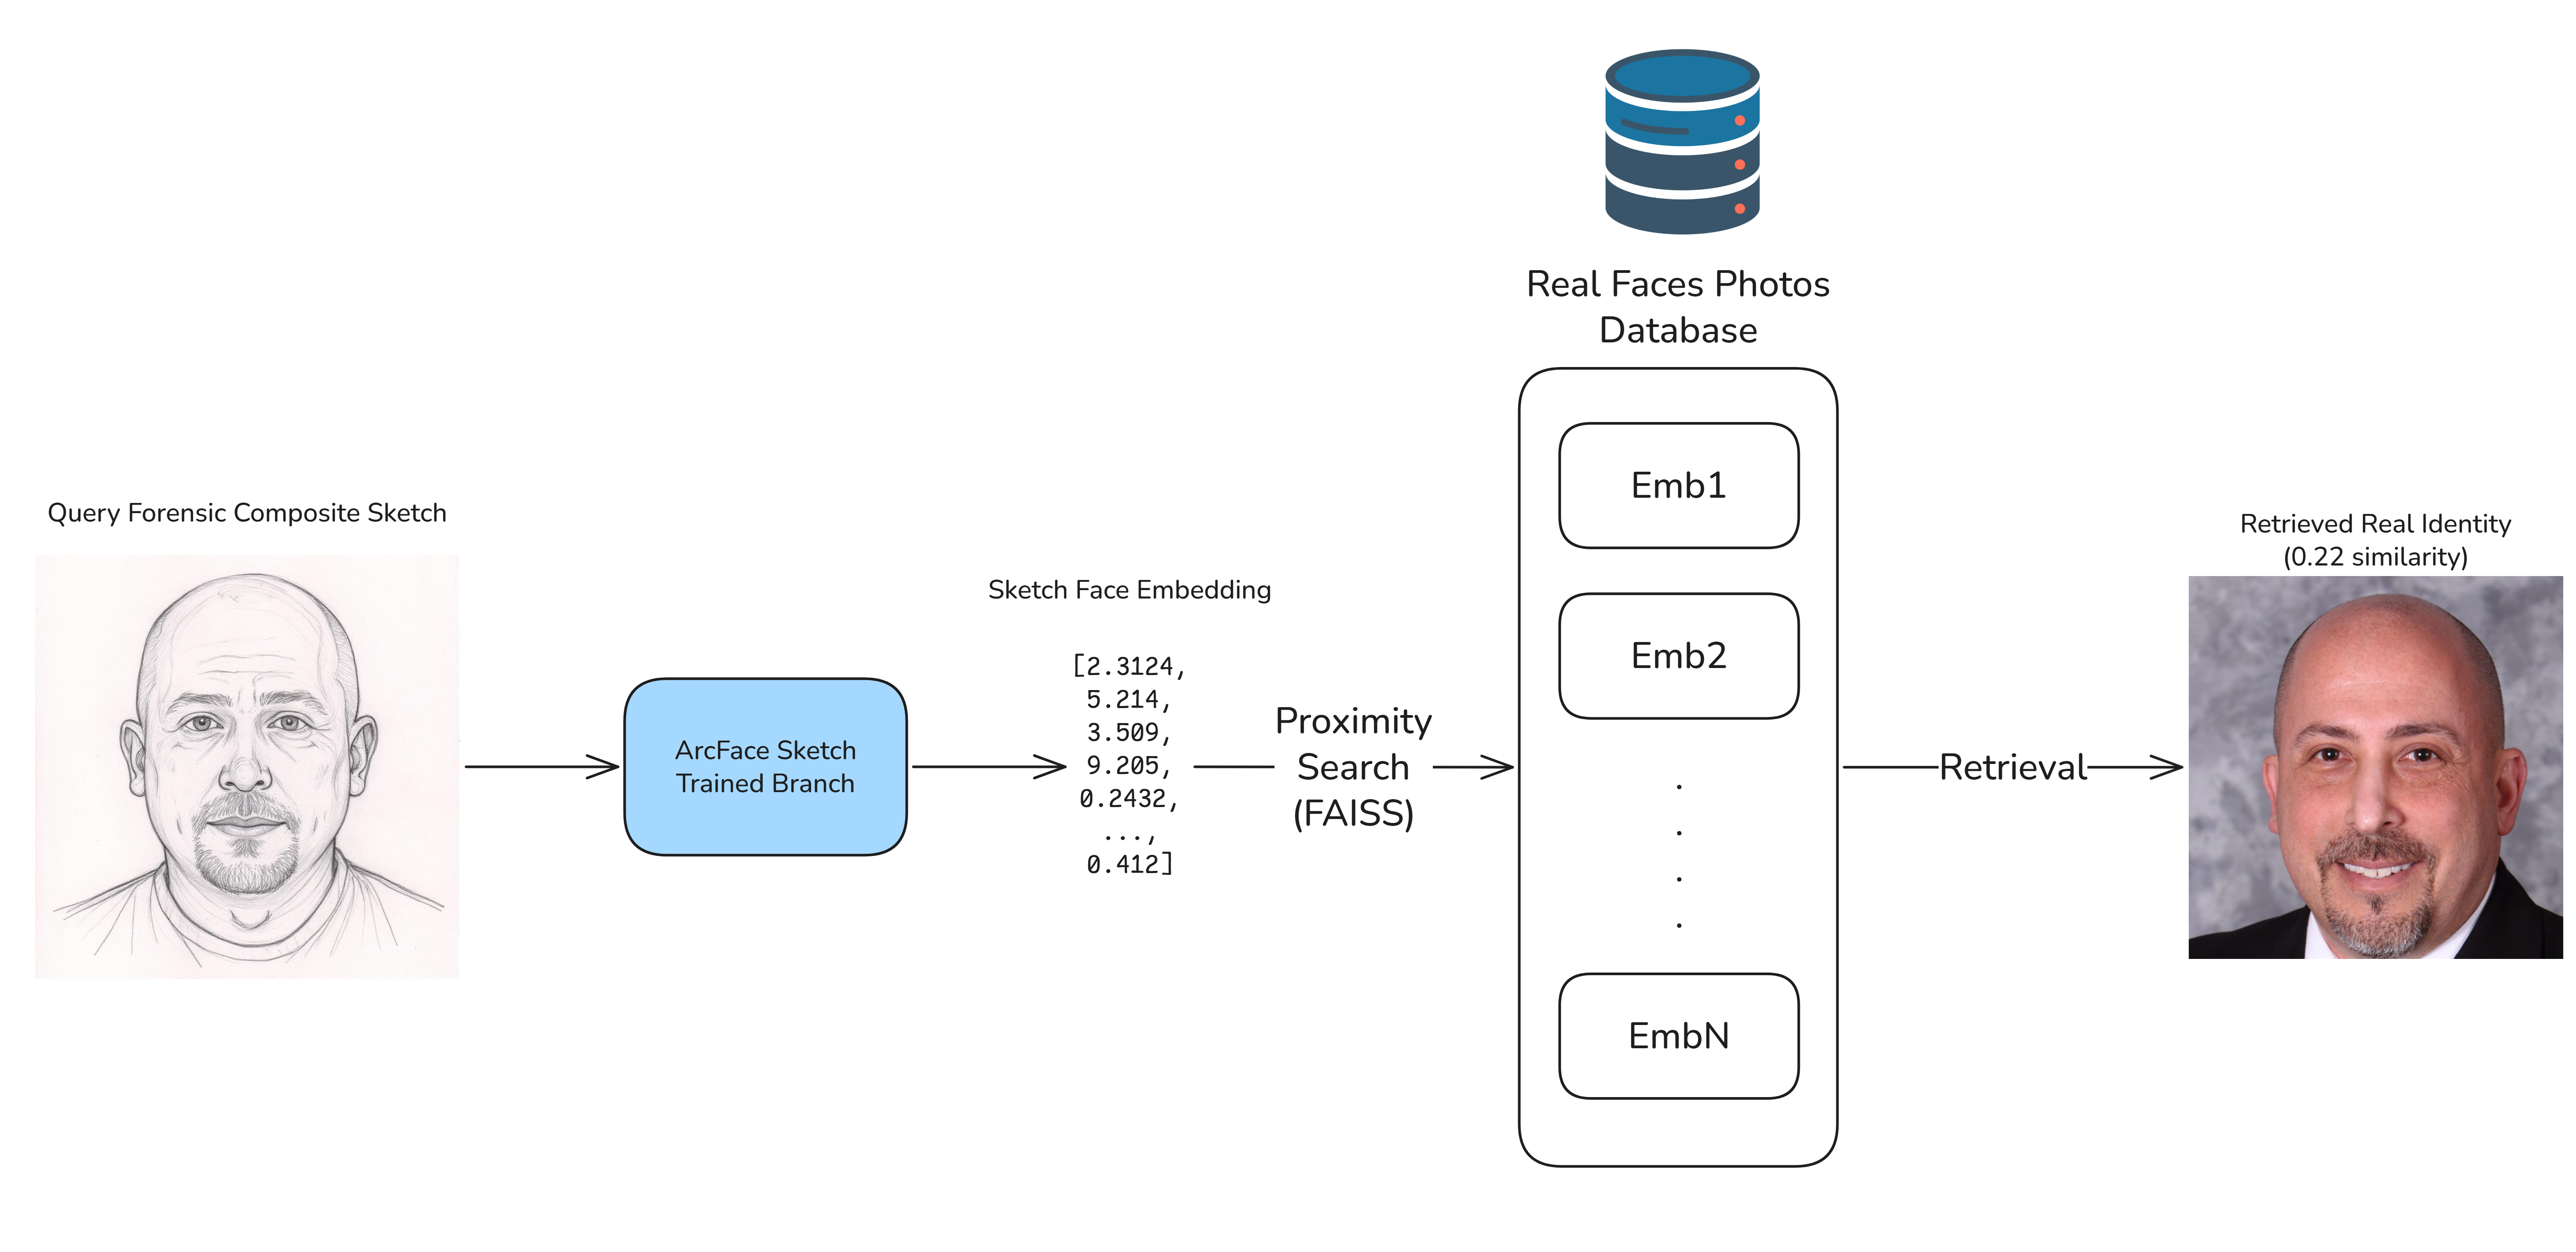 Real Faces Photos
Database
Query Forensic Composite Sketch
ArcFace Sketch
Trained Branch
Sketch Face Embedding
[2.3124,
5.214,
3.509,
9.205,
0.2432,
...,
0.412]
Proximity
Search
(FAISS)
Emb1
Emb2
.
.
.
.
EmbN
Retrieval
Retrieved Real Identity
(0.22 similarity)